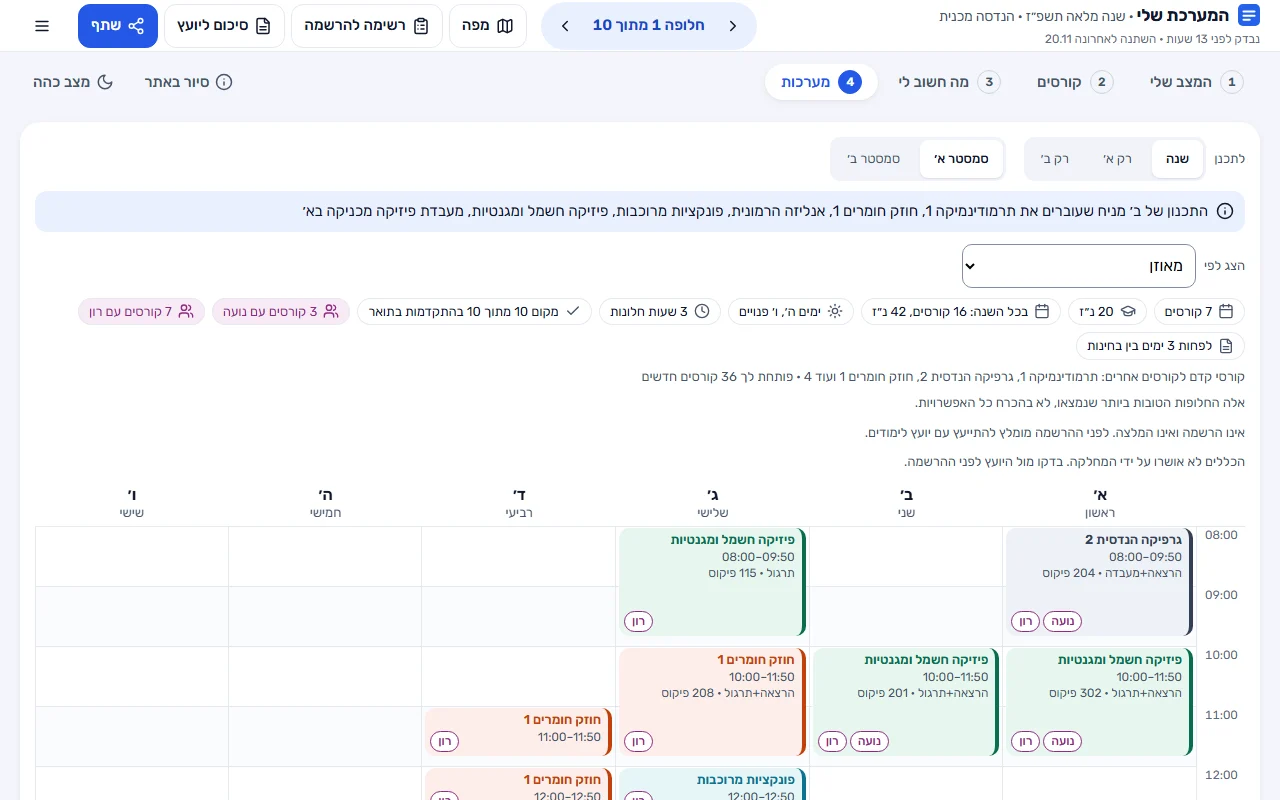 המערכת שלי • שנה מלאה תשפ״ז • הנדסה מכנית
נבדק לפני 13 שעות • השתנה לאחרונה 20.11
חלופה 1 מתוך 10
מפה
רשימה להרשמה
סיכום ליועץ
שתף
1 המצב שלי
2 קורסים
3 מה חשוב לי
4 מערכות
סיור באתר
מצב כהה
לתכנן
שנה
רק א׳
רק ב׳
סמסטר א׳
סמסטר ב׳
התכנון של ב׳ מניח שעוברים את תרמודינמיקה 1, חוזק חומרים 1, אנליזה הרמונית, פונקציות מרוכבות, פיזיקה חשמל ומגנטיות, מעבדת פיזיקה מכניקה בא׳
הצג לפי
מאוזן
7 קורסים
20 נ״ז
בכל השנה: 16 קורסים, 42 נ״ז
ימים ה׳, ו׳ פנויים
3 שעות חלונות
מקום 10 מתוך 10 בהתקדמות בתואר
3 קורסים עם נועה
7 קורסים עם רון
לפחות 3 ימים בין בחינות
קורסי קדם לקורסים אחרים: תרמודינמיקה 1, גרפיקה הנדסית 2, חוזק חומרים 1 ועוד 4 • פותחת לך 36 קורסים חדשים
אלה החלופות הטובות ביותר שנמצאו, לא בהכרח כל האפשרויות.
אינו הרשמה ואינו המלצה. לפני ההרשמה מומלץ להתייעץ עם יועץ לימודים.
הכללים לא אושרו על ידי המחלקה. בדקו מול היועץ לפני ההרשמה.
א׳ ב׳ ג׳ ד׳ ה׳ ו׳
ראשון שני שלישי רביעי חמישי שישי
08:00
גרפיקה הנדסית 2
08:00–09:50
הרצאה+מעבדה • 204 פיקוס
נועה רון
פיזיקה חשמל ומגנטיות
08:00–09:50
תרגול • 115 פיקוס
רון
09:00
10:00
פיזיקה חשמל ומגנטיות
10:00–11:50
הרצאה+תרגול • 302 פיקוס
נועה רון
פיזיקה חשמל ומגנטיות
10:00–11:50
הרצאה+תרגול • 201 פיקוס
נועה רון
חוזק חומרים 1
10:00–11:50
הרצאה+תרגול • 208 פיקוס
רון
11:00
חוזק חומרים 1
11:00–11:50
רון
12:00
פונקציות מרוכבות
12:00–12:50
רון
חוזק חומרים 1
12:00–12:50
רון